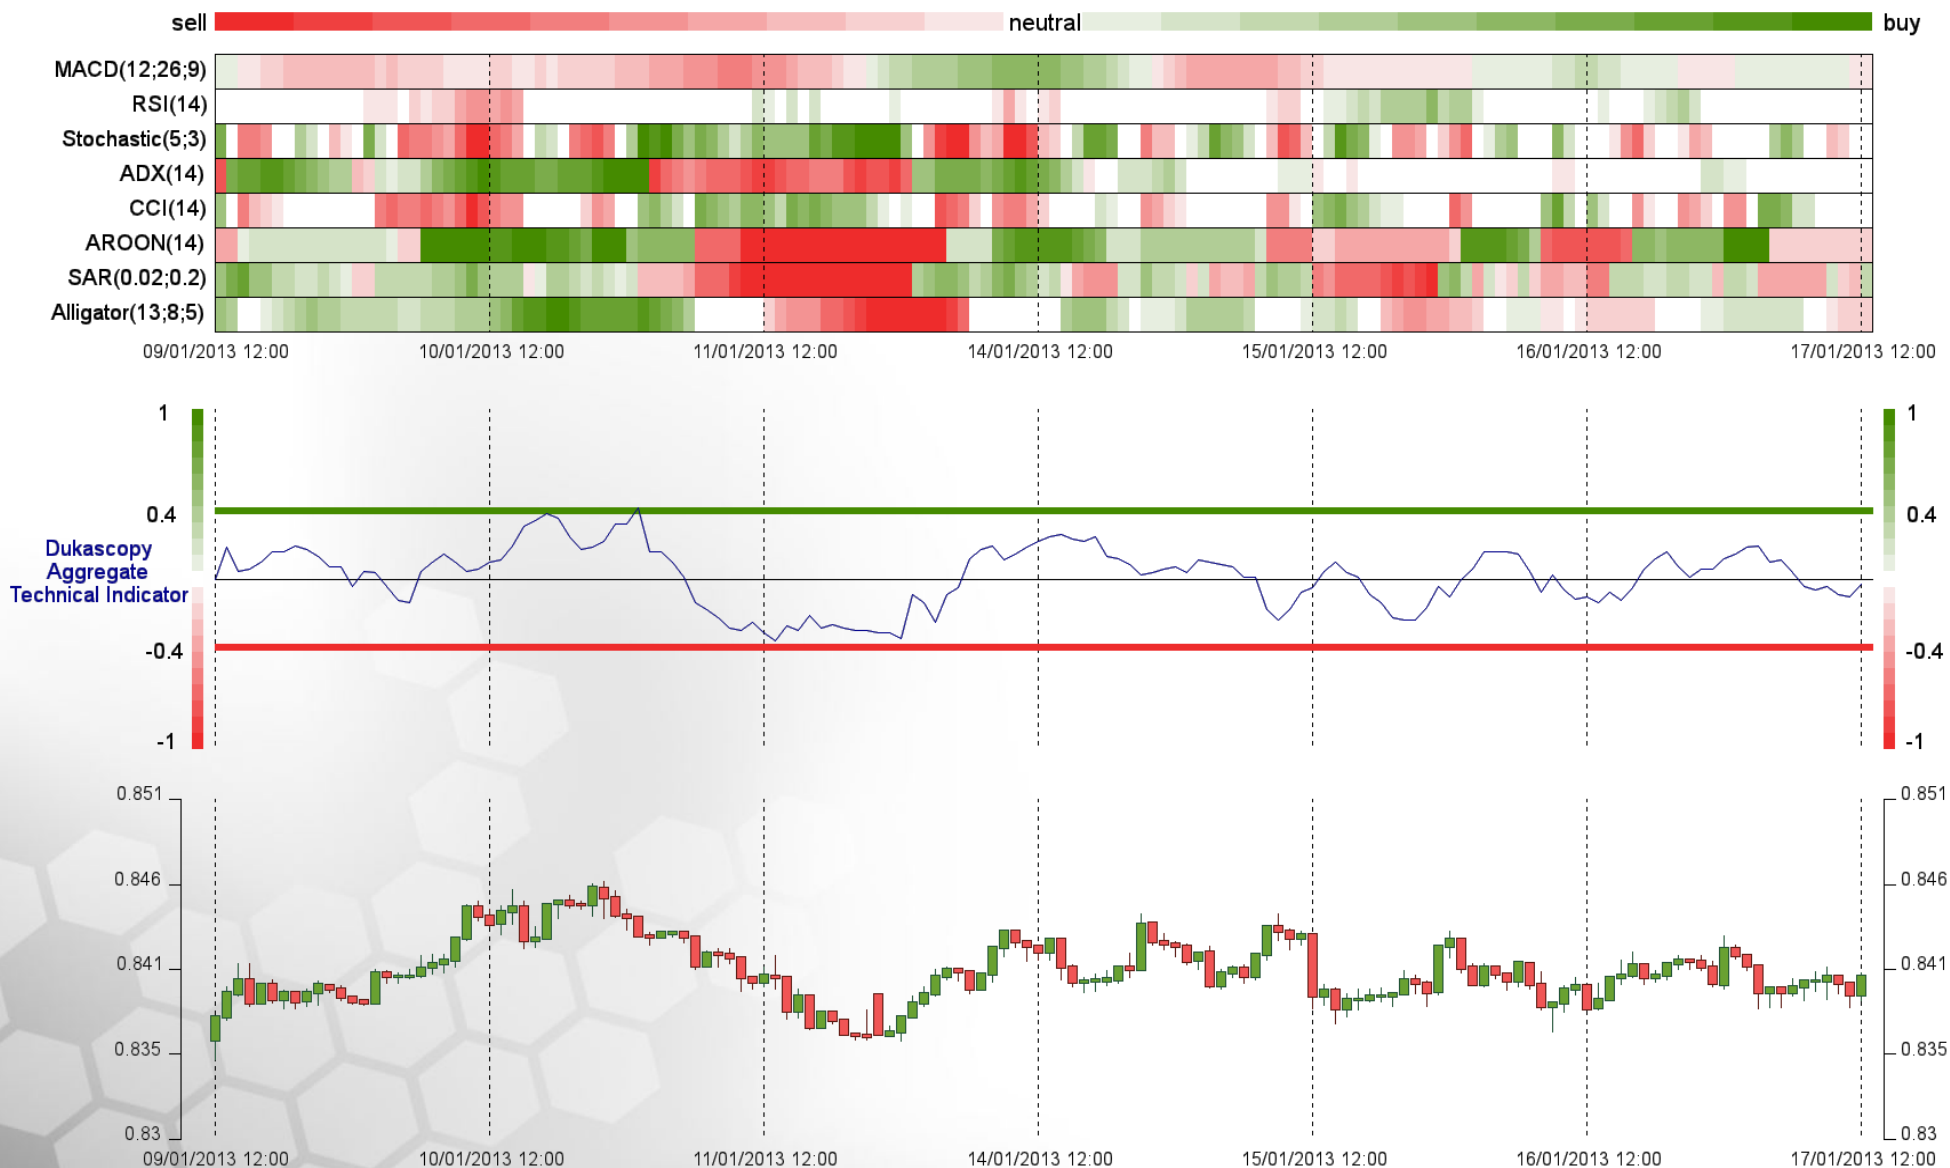 sell neutral buy
MACD(12;26;9)
RSI(14)
Stochastic(5;3)
ADX(14)
CCI(14)
AROON(14)
SAR(0.02;0.2)
Alligator(13;8;5)
09/01/2013 12:00 10/01/2013 12:00 11/01/2013 12:00 14/01/2013 12:00 15/01/2013 12:00 16/01/2013 12:00 17/01/2013 12:00
1 1
0.4 0.4
Dukascopy
Aggregate
Technical Indicator
-0.4 -0.4
-1 -1
0.851 0.851
0.846 0.846
0.841 0.841
0.835 0.835
0.83 0.83
09/01/2013 12:00 10/01/2013 12:00 11/01/2013 12:00 14/01/2013 12:00 15/01/2013 12:00 16/01/2013 12:00 17/01/2013 12:00